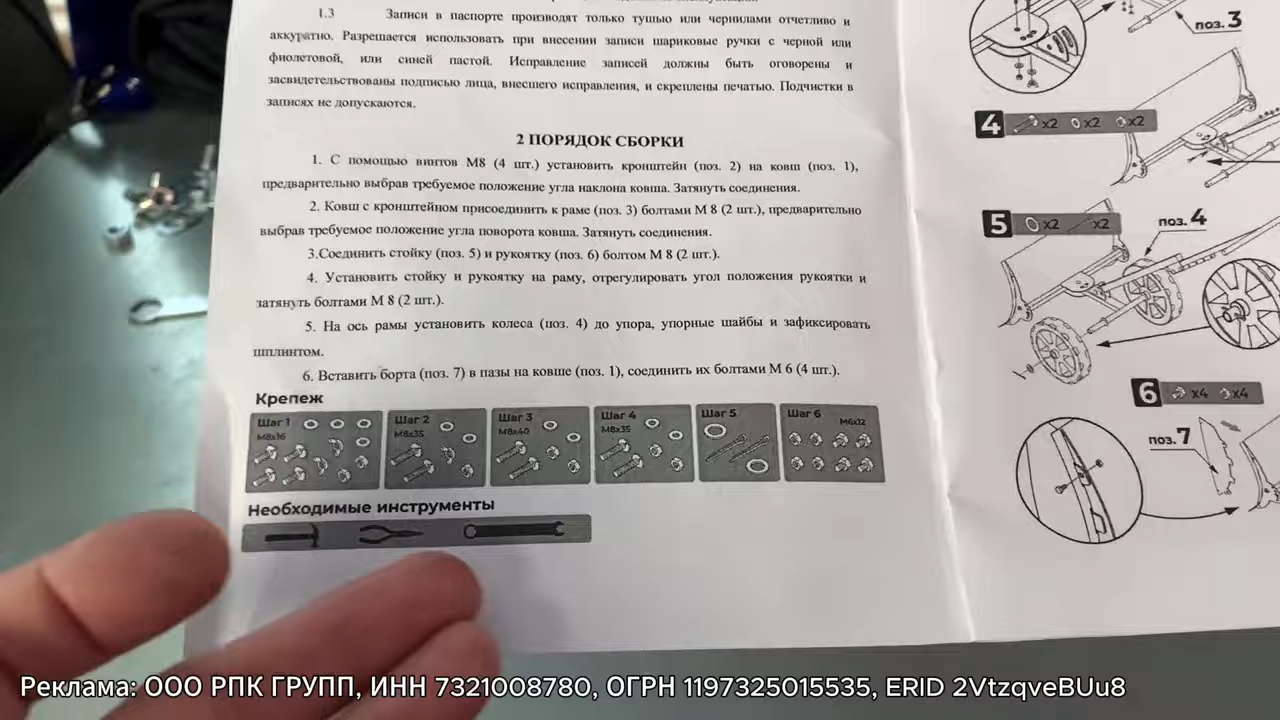 1.3 Записи в паспорте производят только тушью или чернилами отчетливо и
аккуратно. Разрешается использовать при внесении записи шариковые ручки с черной или
фиолетовой, или синей пастой. Исправление записей должны быть оговорены и
засвидетельствованы подписью лица, внесшего исправления, и скреплены печатью. Подчистки в
записях не допускаются.
2 ПОРЯДОК СБОРКИ
1. С помощью винтов М8 (4 шт.) установить кронштейн (поз. 2) на ковш (поз. 1),
предварительно выбрав требуемое положение угла наклона ковша. Затянуть соединения.
2. Ковш с кронштейном присоединить к раме (поз. 3) болтами М 8 (2 шт.), предварительно
выбрав требуемое положение угла поворота ковша. Затянуть соединения.
3.Соединить стойку (поз. 5) и рукоятку (поз. 6) болтом М 8 (2 шт.).
4. Установить стойку и рукоятку на раму, отрегулировать угол положения рукоятки и
затянуть болтами М 8 (2 шт.).
5. На ось рамы установить колеса (поз. 4) до упора, упорные шайбы и зафиксировать
шплинтом.
6. Вставить борта (поз. 7) в пазы на ковше (поз. 1), соединить их болтами М 6 (4 шт.).
Крепеж
Шаг 1
М8х16
Шаг 2
М8х35
Шаг 3
М8х40
Шаг 4
М8х35
Шаг 5
Шаг 6
М6х12
Необходимые инструменты
поз. 3
4 x2 x2 x2
5 x2 x2
поз. 4
6 x4 x4
поз. 7
Реклама: ООО РПК ГРУПП, ИНН 7321008780, ОГРН 1197325015535, ERID 2VtzqveBUu8